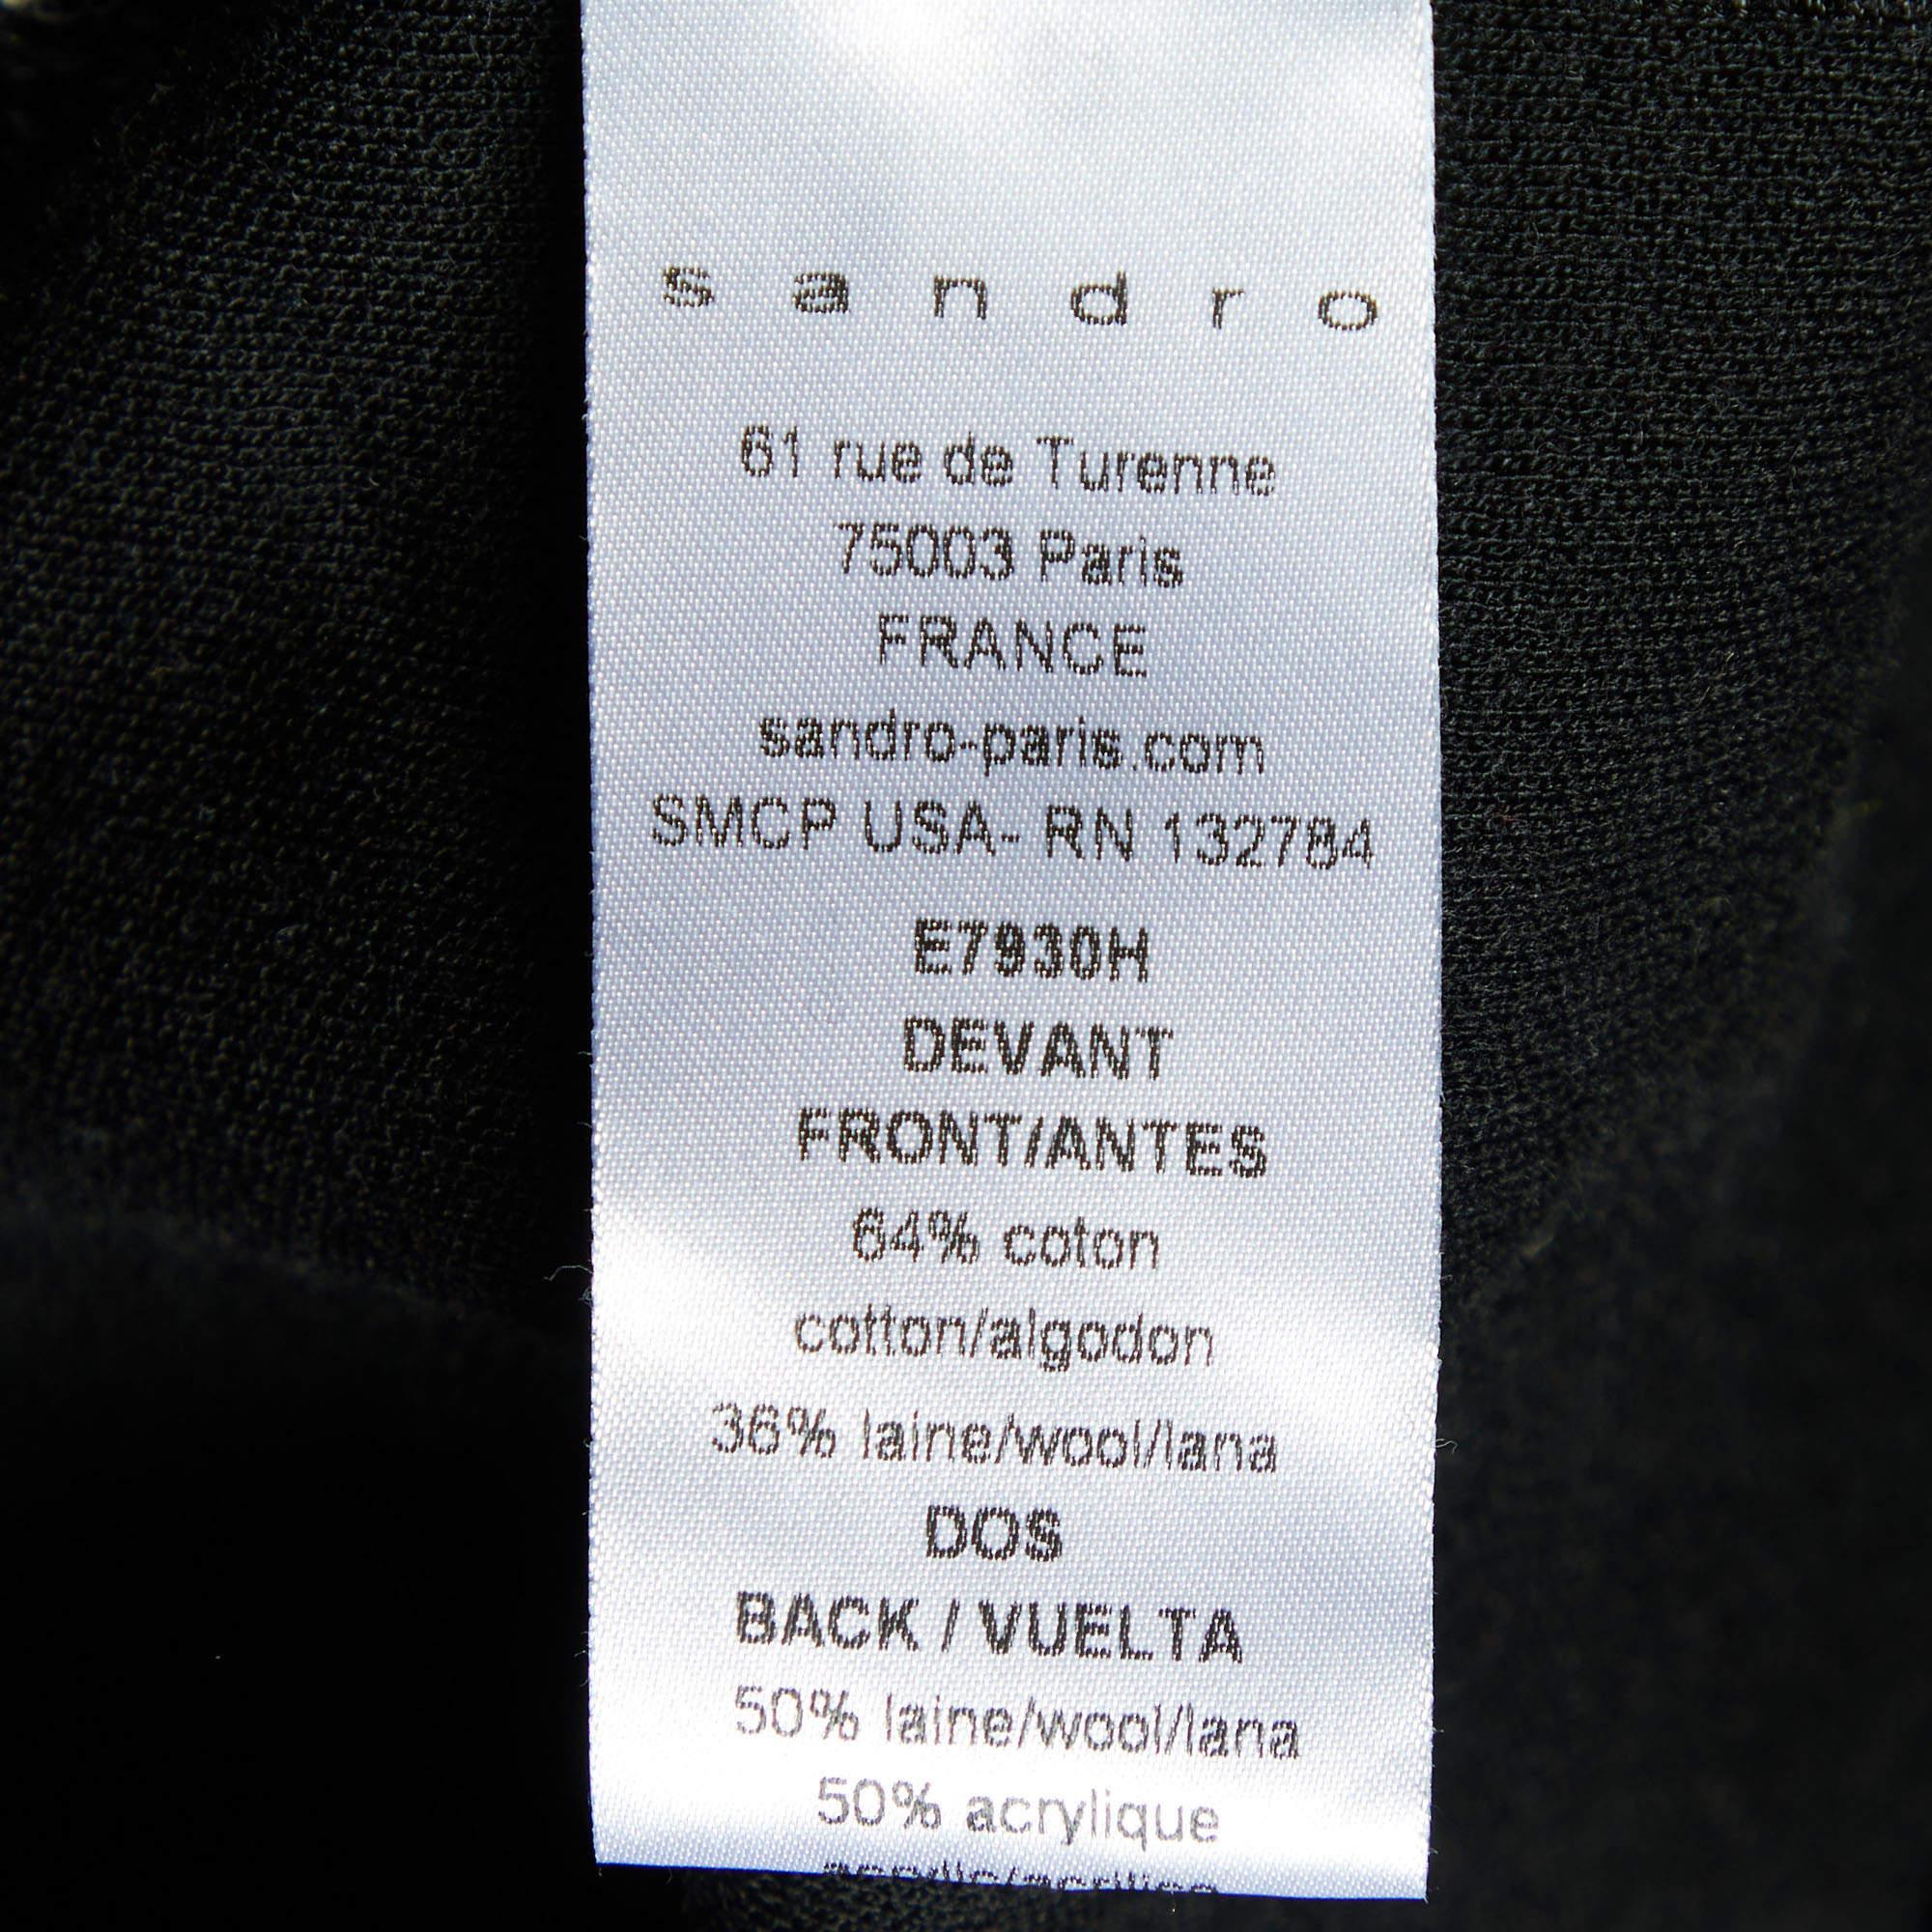 sandro
61 rue de Turenne
75003 Paris
FRANCE
sandro-paris.com
SMCP USA- RN 132784
E7930H
DEVANT
FRONT/ANTES
64% coton
cotton/algodon
36% laine/wool/lana
DOS
BACK / VUELTA
50% laine/wool/lana
50% acrylique